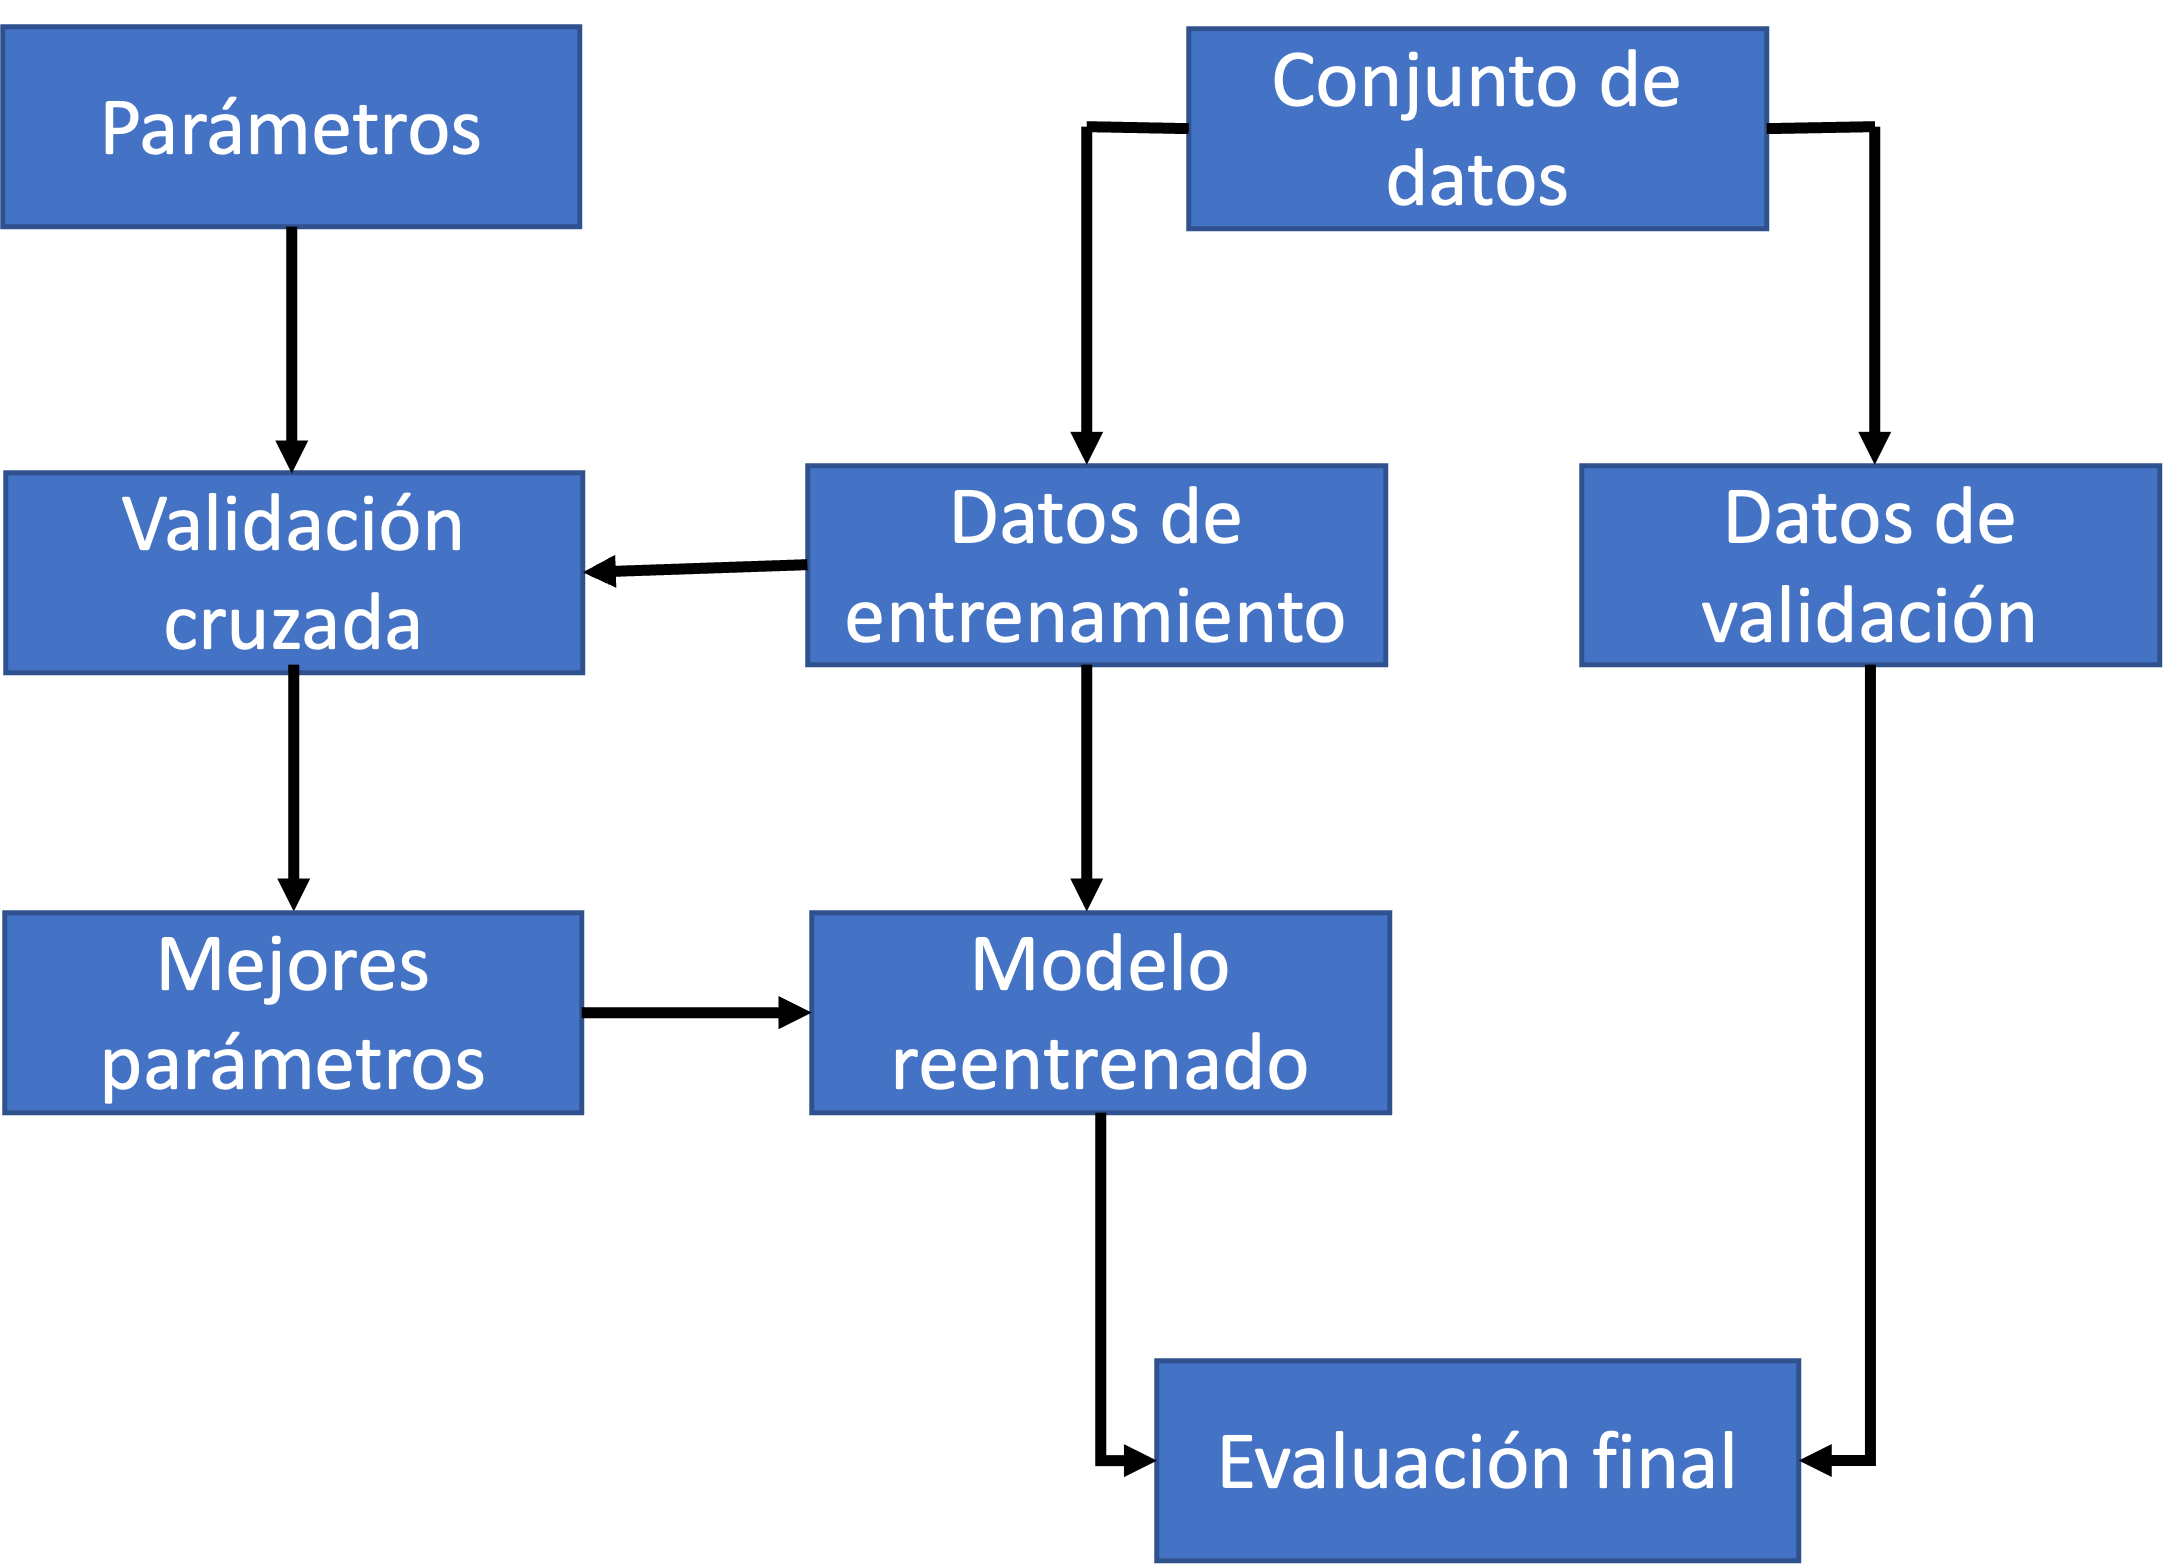 Parámetros
Conjunto de
datos
Validación
cruzada
Datos de
entrenamiento
Datos de
validación
Mejores
parámetros
Modelo
reentrenado
Evaluación final